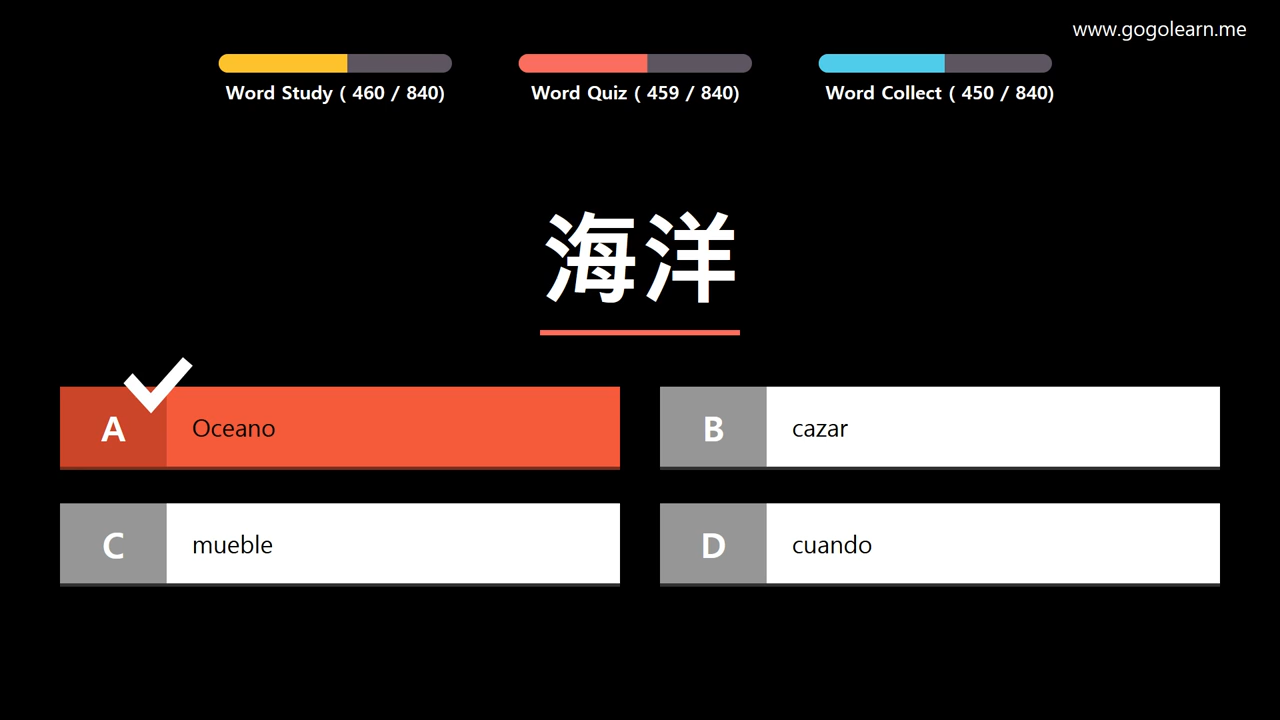 www.gogolearn.me
Word Study ( 460 / 840)
Word Quiz ( 459 / 840)
Word Collect ( 450 / 840)
海洋
A
Oceano
B
cazar
C
mueble
D
cuando